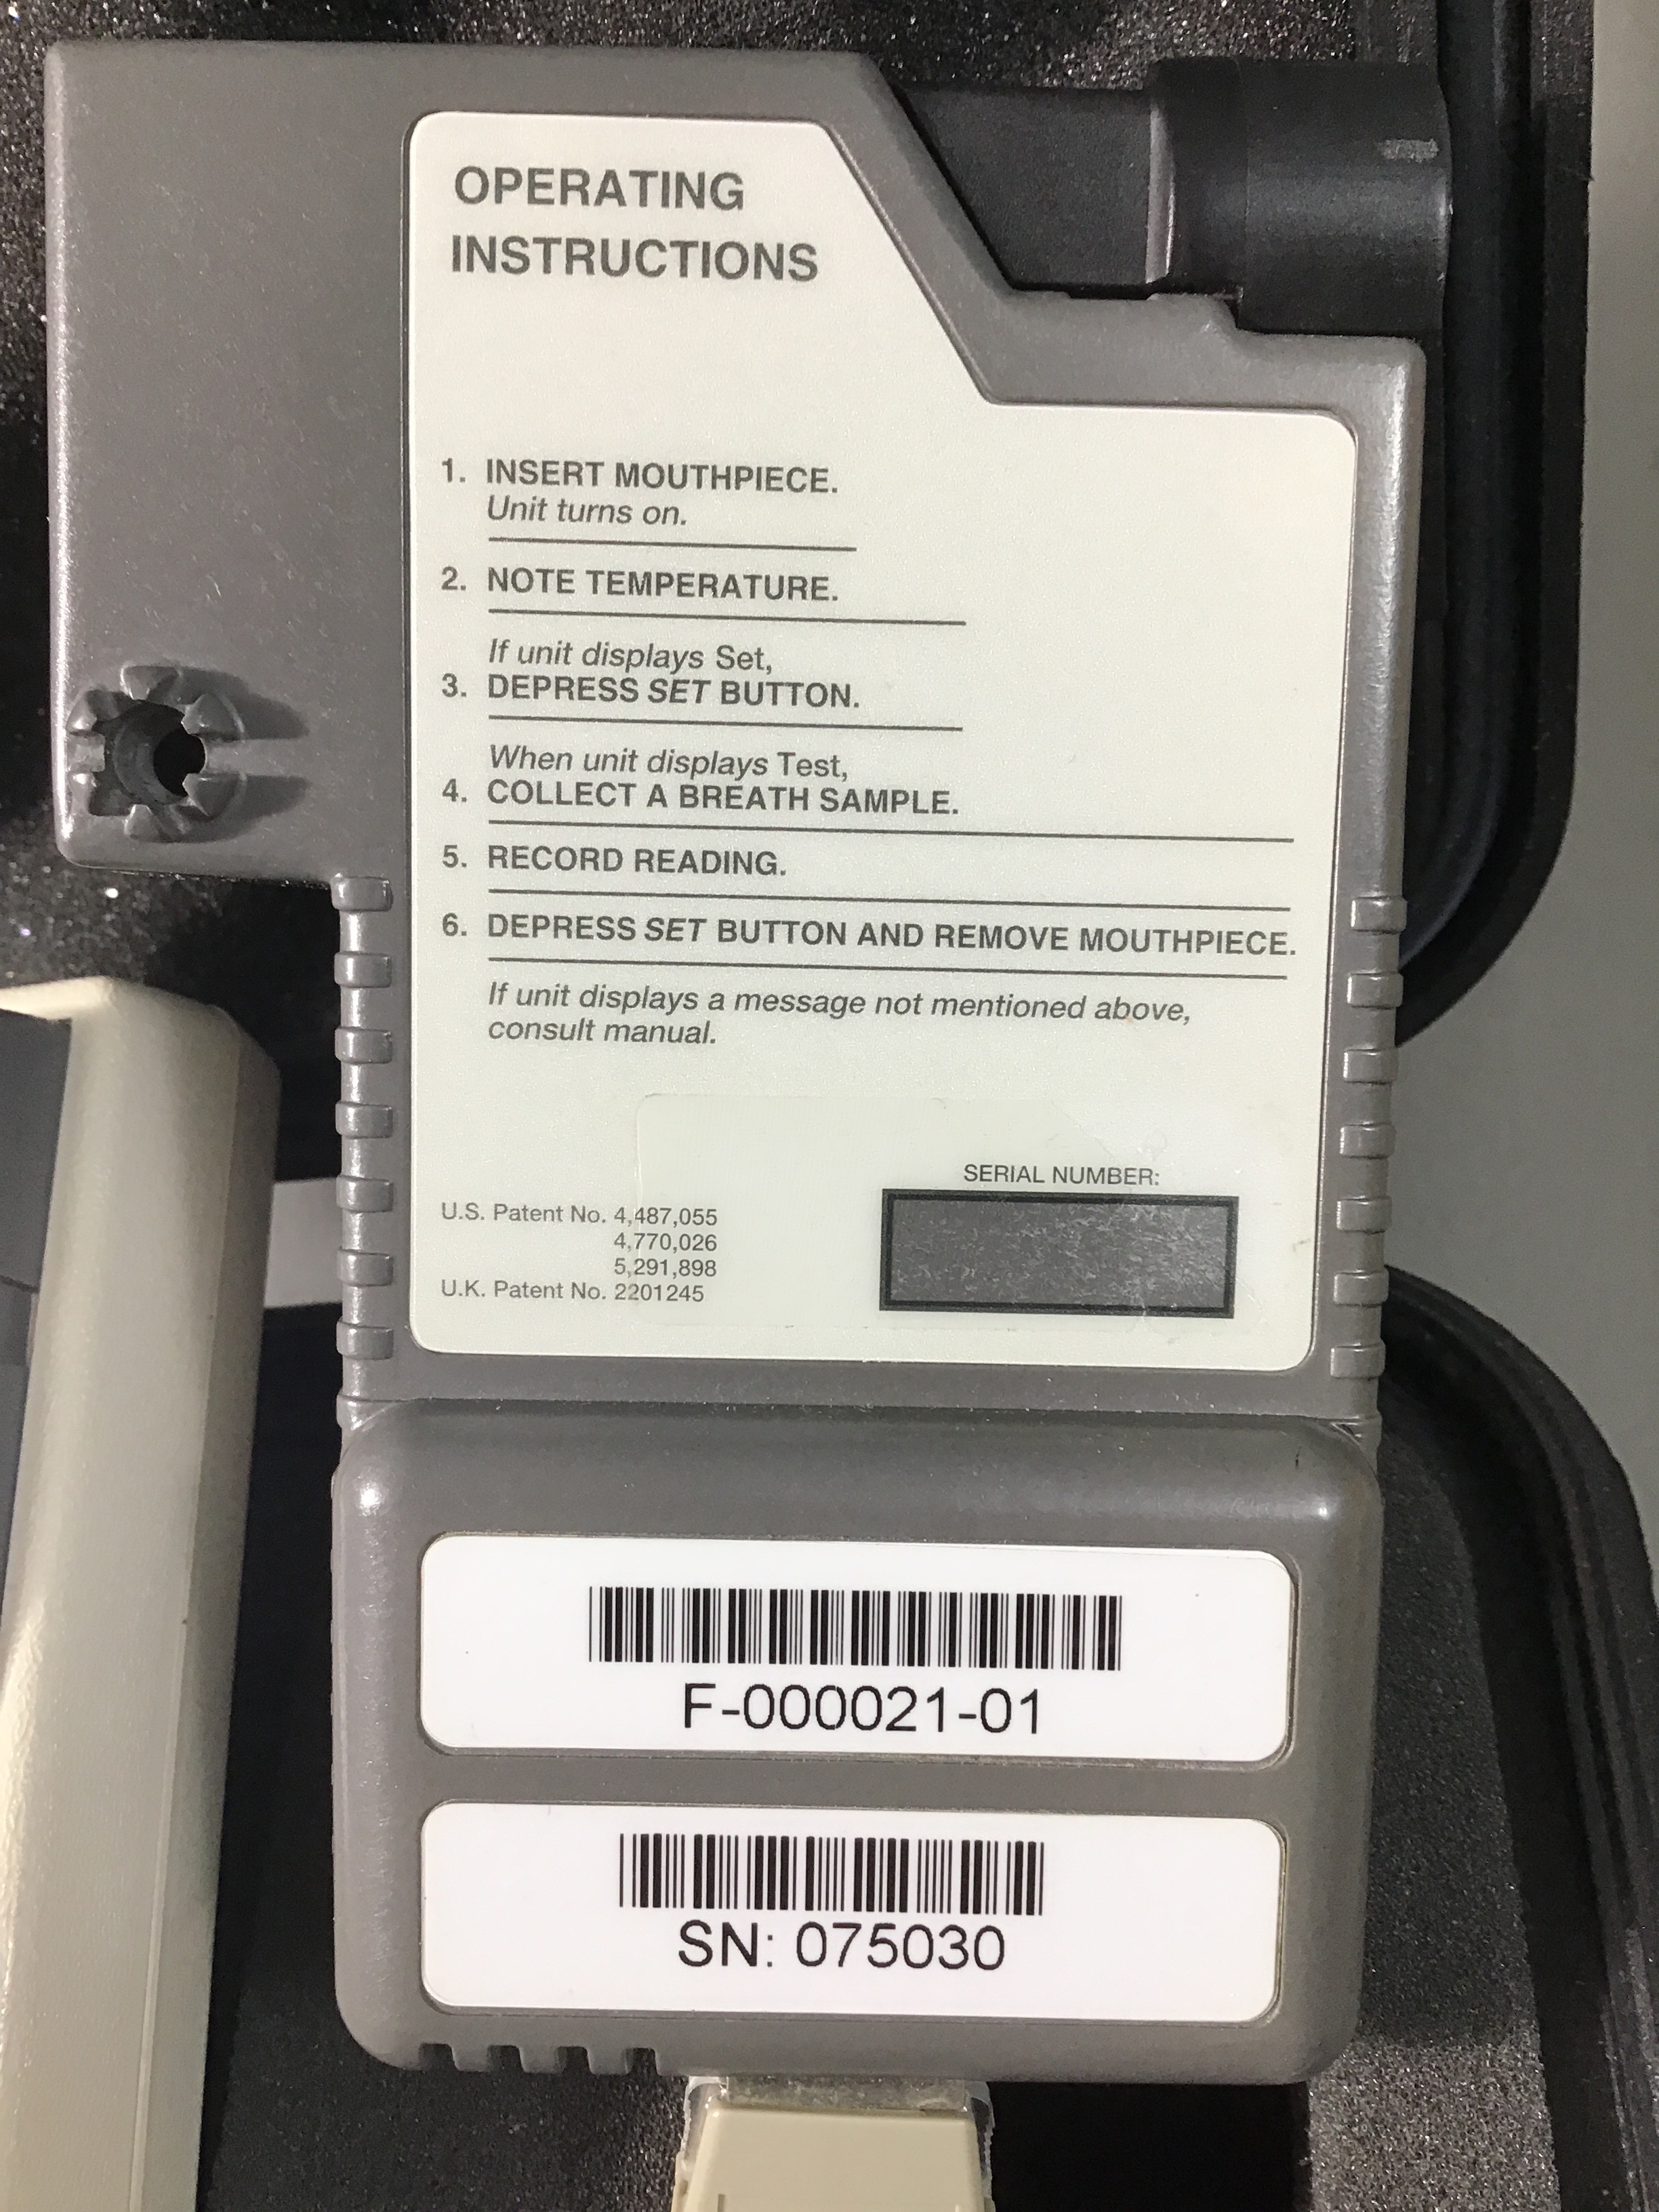 OPERATING
INSTRUCTIONS
1. INSERT MOUTHPIECE.
Unit turns on.
2. NOTE TEMPERATURE.
If unit displays Set,
3. DEPRESS SET BUTTON.
When unit displays Test,
4. COLLECT A BREATH SAMPLE.
5. RECORD READING.
6. DEPRESS SET BUTTON AND REMOVE MOUTHPIECE.
If unit displays a message not mentioned above,
consult manual.
SERIAL NUMBER:
U.S. Patent No. 4,487,055
4,770,026
5,291,898
U.K. Patent No. 2201245
F-000021-01
SN: 075030